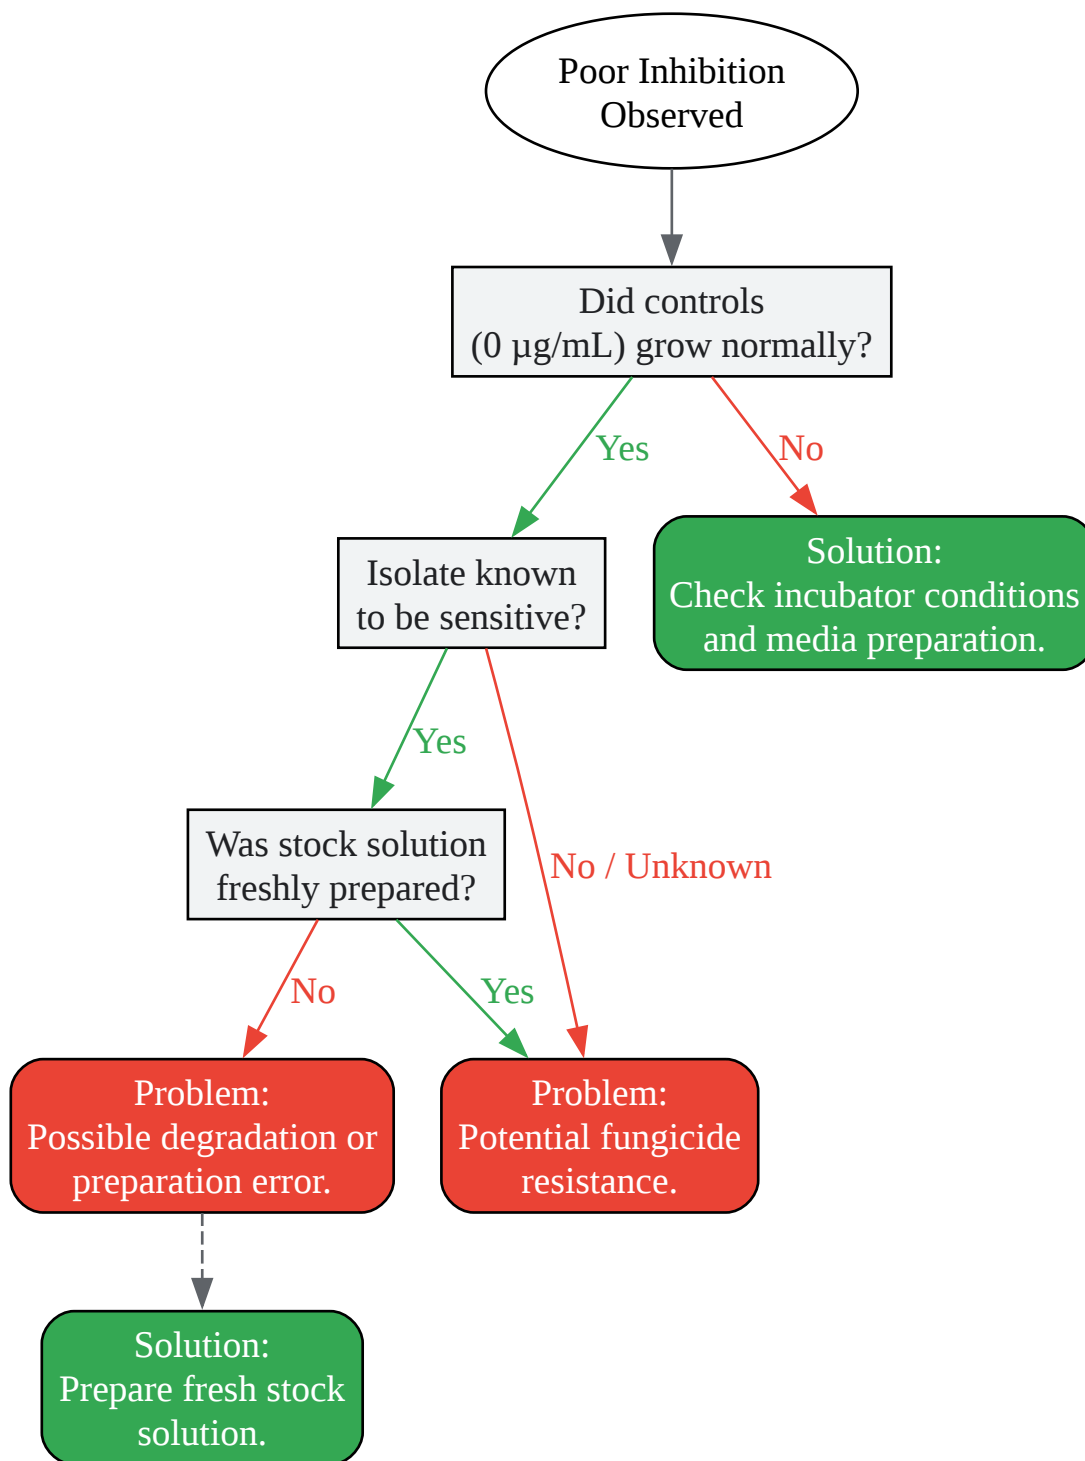 Poor Inhibition
Observed
Did controls
(0 µg/mL) grow normally?
Yes
No
Isolate known
to be sensitive?
Solution:
Check incubator conditions
and media preparation.
Yes
No / Unknown
Was stock solution
freshly prepared?
No
Yes
Problem:
Possible degradation or
preparation error.
Problem:
Potential fungicide
resistance.
Solution:
Prepare fresh stock
solution.